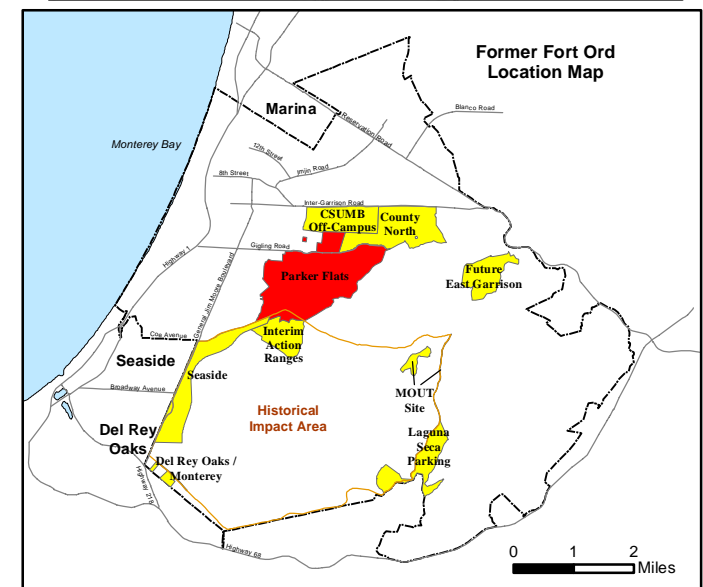 Former Fort Ord
Location Map
Marina
Blanco Road
Reservation Road
Monterey Bay
12th Street
Imjin Road
8th Street
Inter-Garrison Road
CSUMB
Off-Campus
County
North
Gigling Road
Highway 1
Parker Flats
Future
East Garrison
General Jim Moore Boulevard
Coe Avenue
Interim
Action
Ranges
Seaside
Seaside
MOUT
Site
Broadway Avenue
Historical
Impact Area
Del Rey
Oaks
Laguna
Seca
Parking
Del Rey Oaks /
Monterey
Highway 218
Highway 68
0 1 2
Miles